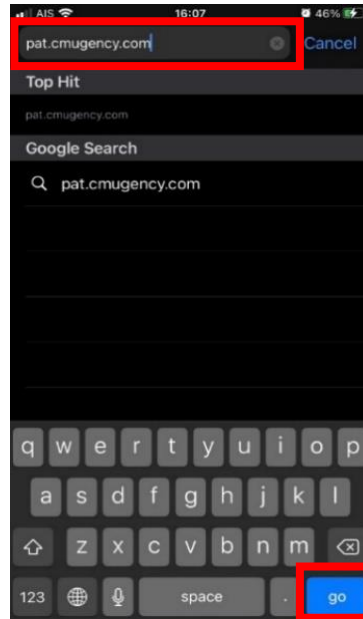 AIS 16:07 46%
pat.cmugency.com Cancel
Top Hit
pat.cmugency.com
Google Search
pat.cmugency.com
q w e r t y u i o p
a s d f g h j k l
z x c v b n m
123 space . go